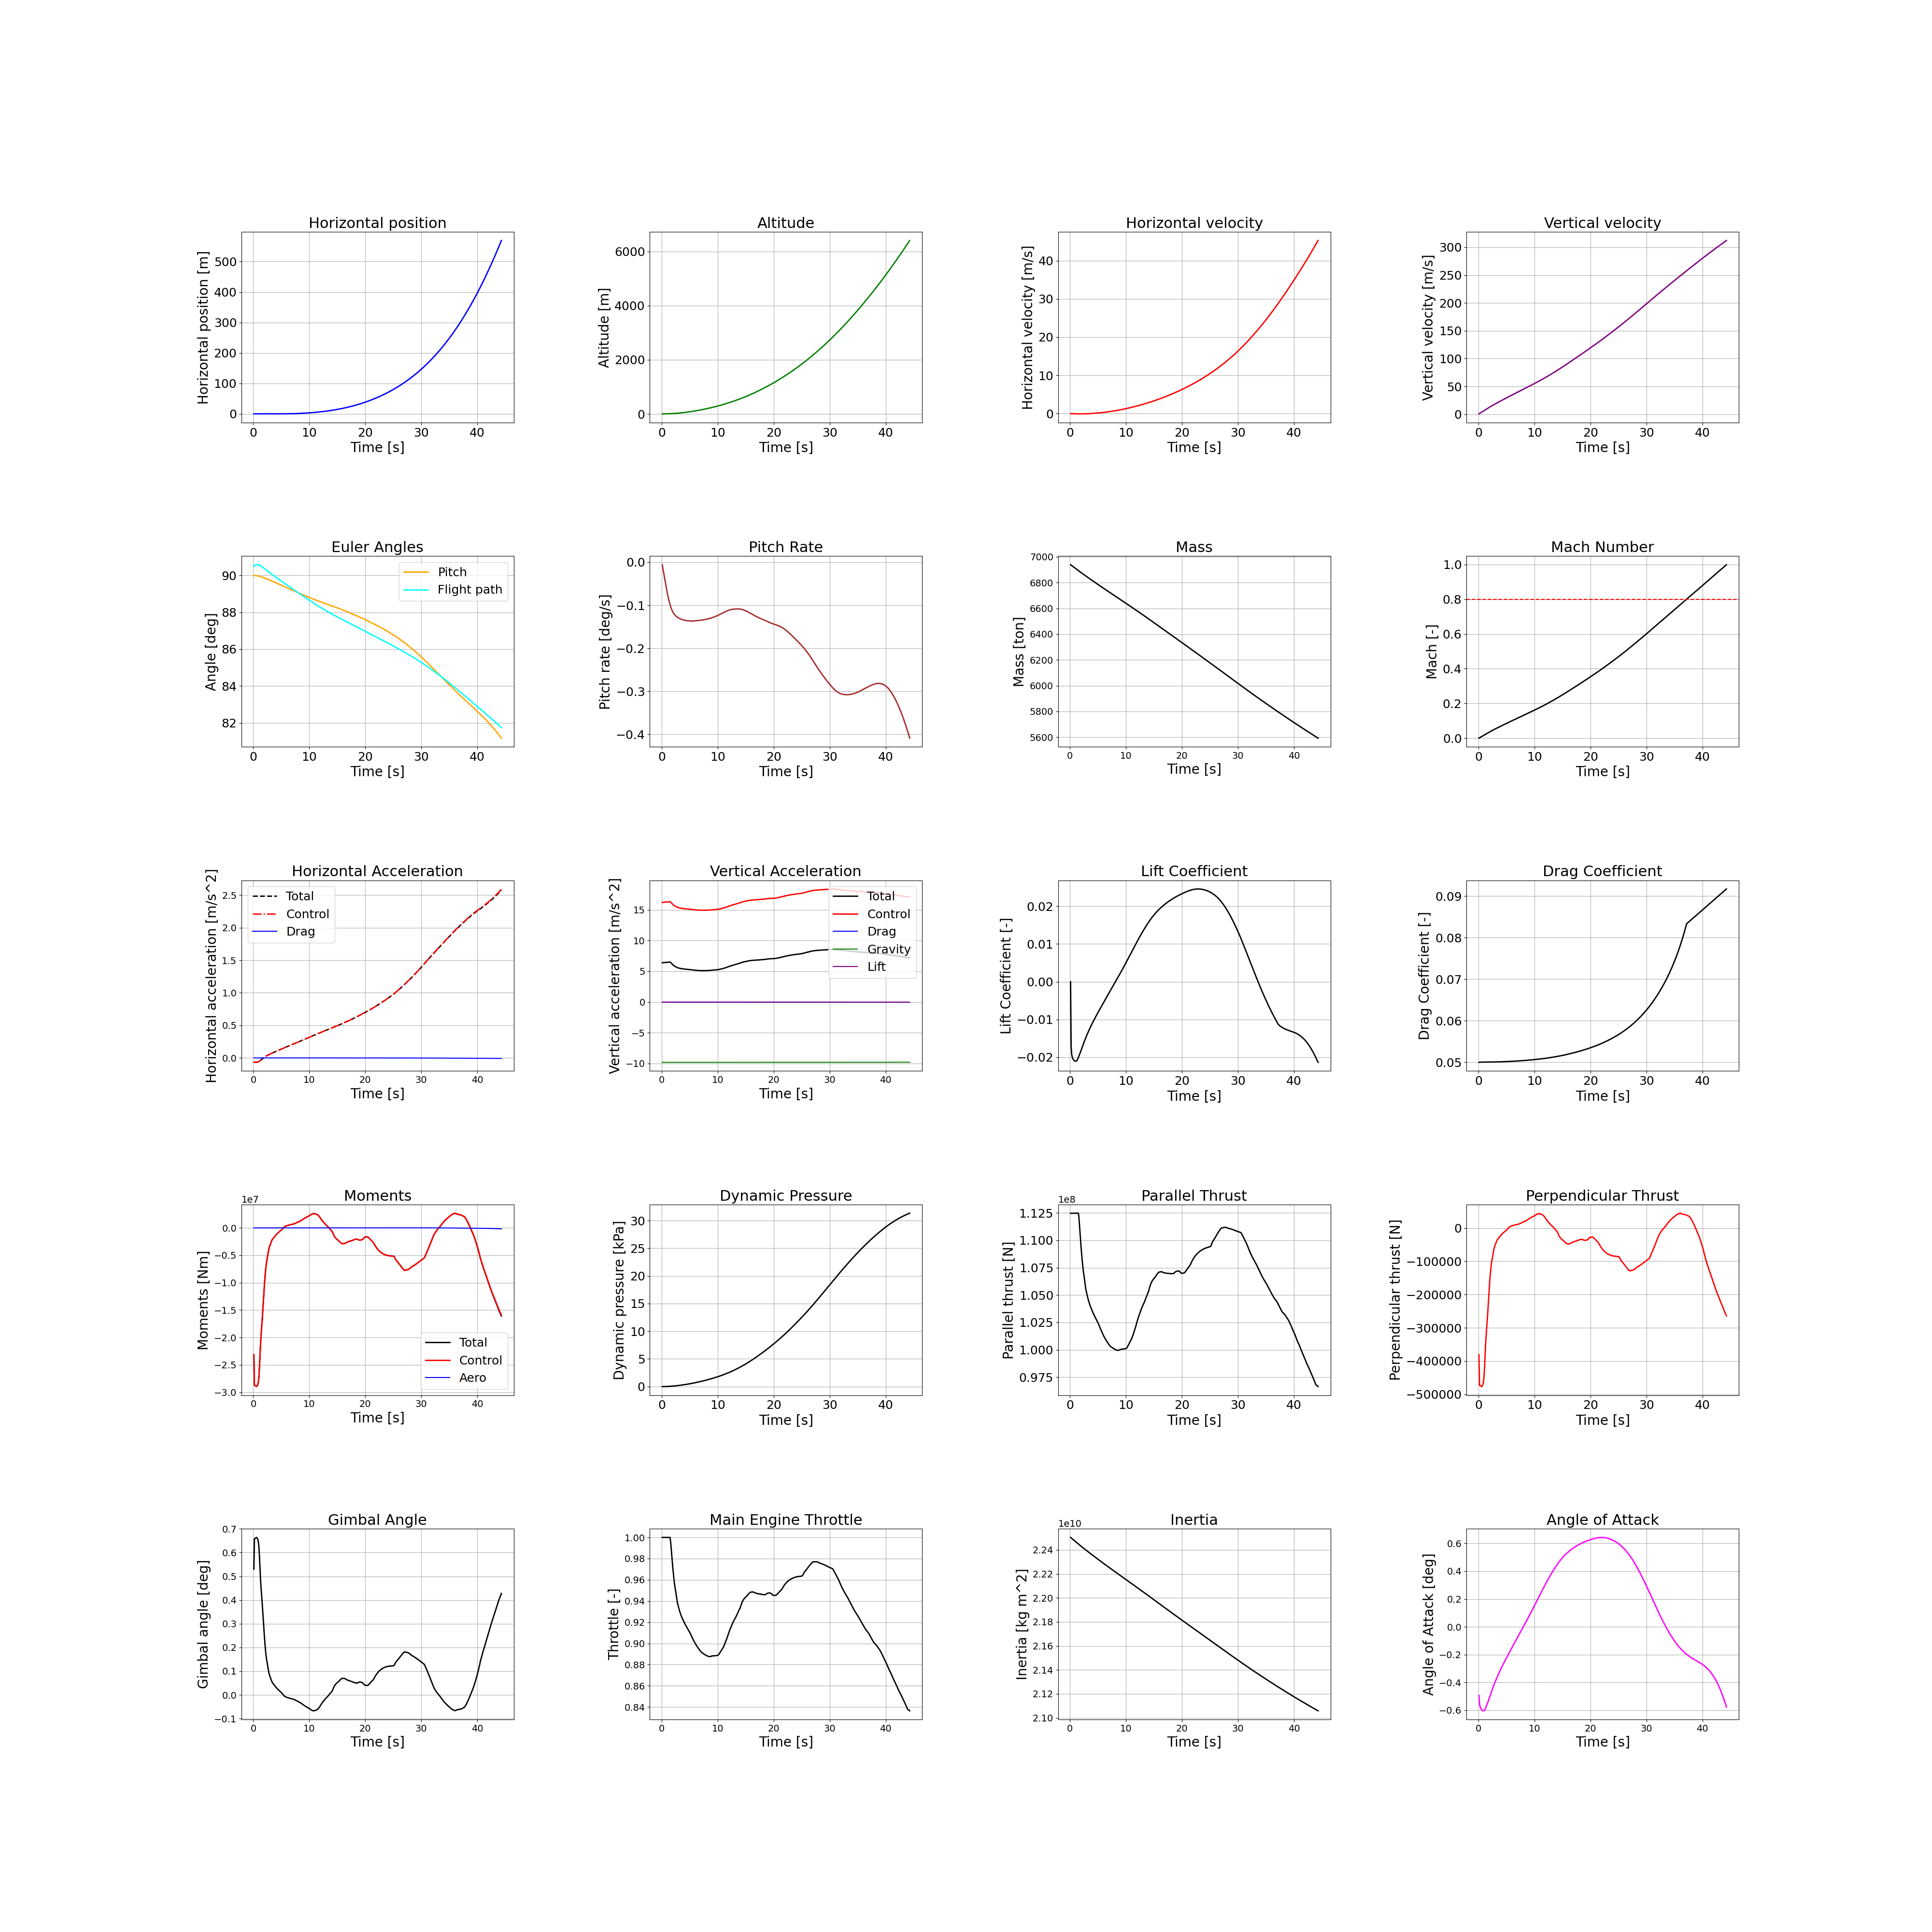 Horizontal position
Horizontal position [m]
500
400
300
200
100
0
0 10 20 30 40
Time [s]
Altitude
Altitude [m]
6000
4000
2000
0
0 10 20 30 40
Time [s]
Horizontal velocity
Horizontal velocity [m/s]
40
30
20
10
0
0 10 20 30 40
Time [s]
Vertical velocity
Vertical velocity [m/s]
300
250
200
150
100
50
0
0 10 20 30 40
Time [s]
Euler Angles
Angle [deg]
90
88
86
84
82
Pitch
Flight path
0 10 20 30 40
Time [s]
Pitch Rate
Pitch rate [deg/s]
0.0
−0.1
−0.2
−0.3
−0.4
0 10 20 30 40
Time [s]
Mass
Mass [ton]
7000
6800
6600
6400
6200
6000
5800
5600
0 10 20 30 40
Time [s]
Mach Number
Mach [-]
1.0
0.8
0.6
0.4
0.2
0.0
0 10 20 30 40
Time [s]
Horizontal Acceleration
Horizontal acceleration [m/s^2]
2.5
2.0
1.5
1.0
0.5
0.0
Total
Control
Drag
0 10 20 30 40
Time [s]
Vertical Acceleration
Vertical acceleration [m/s^2]
15
10
5
0
−5
−10
Total
Control
Drag
Gravity
Lift
0 10 20 30 40
Time [s]
Lift Coefficient
Lift Coefficient [-]
0.02
0.01
0.00
−0.01
−0.02
0 10 20 30 40
Time [s]
Drag Coefficient
Drag Coefficient [-]
0.09
0.08
0.07
0.06
0.05
0 10 20 30 40
Time [s]
Moments
1e7
Moments [Nm]
0.0
−0.5
−1.0
−1.5
−2.0
−2.5
−3.0
Total
Control
Aero
0 10 20 30 40
Time [s]
Dynamic Pressure
Dynamic pressure [kPa]
30
25
20
15
10
5
0
0 10 20 30 40
Time [s]
Parallel Thrust
1e8
Parallel thrust [N]
1.125
1.100
1.075
1.050
1.025
1.000
0.975
0 10 20 30 40
Time [s]
Perpendicular Thrust
Perpendicular thrust [N]
0
−100000
−200000
−300000
−400000
−500000
0 10 20 30 40
Time [s]
Gimbal Angle
Gimbal angle [deg]
0.7
0.6
0.5
0.4
0.3
0.2
0.1
0.0
−0.1
0 10 20 30 40
Time [s]
Main Engine Throttle
Throttle [-]
1.00
0.98
0.96
0.94
0.92
0.90
0.88
0.86
0.84
0 10 20 30 40
Time [s]
Inertia
1e10
Inertia [kg m^2]
2.24
2.22
2.20
2.18
2.16
2.14
2.12
2.10
0 10 20 30 40
Time [s]
Angle of Attack
Angle of Attack [deg]
0.6
0.4
0.2
0.0
−0.2
−0.4
−0.6
0 10 20 30 40
Time [s]